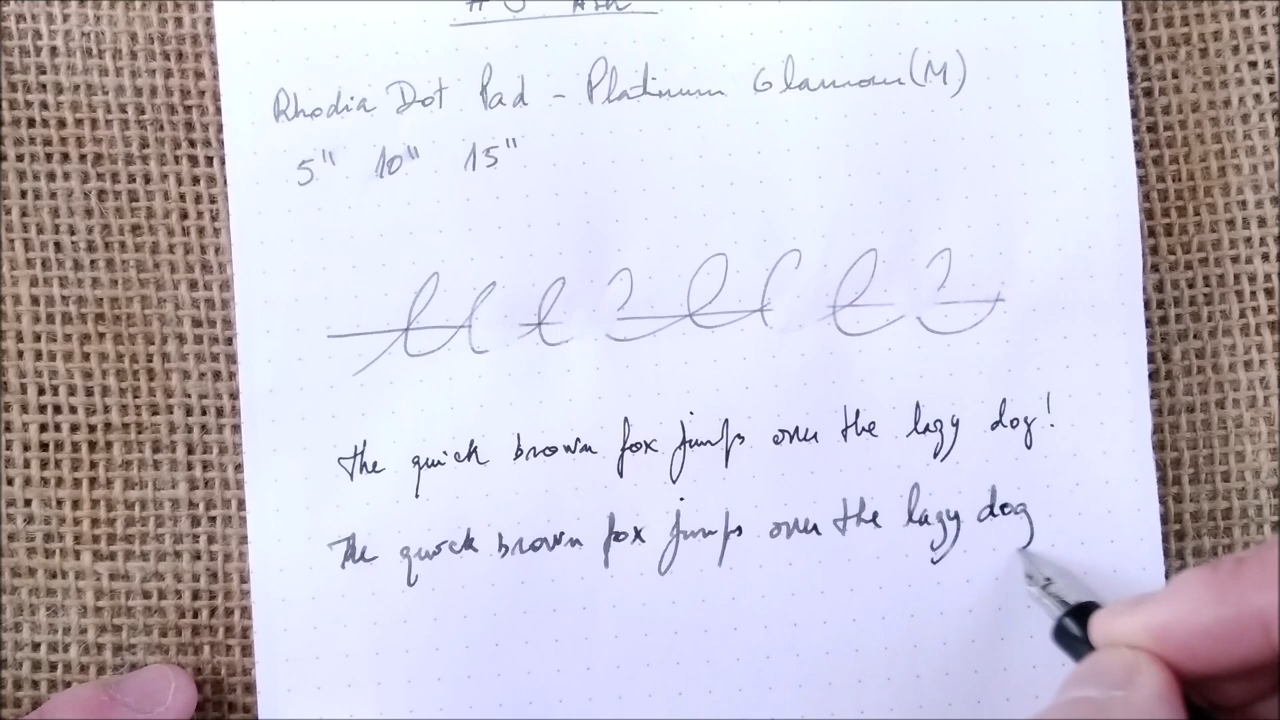 Rhodia Dot Pad - Platinum Glamour (M)
5" 10" 15"
the quick brown fox jumps over the lazy dog!
The quick brown fox jumps over the lazy dog